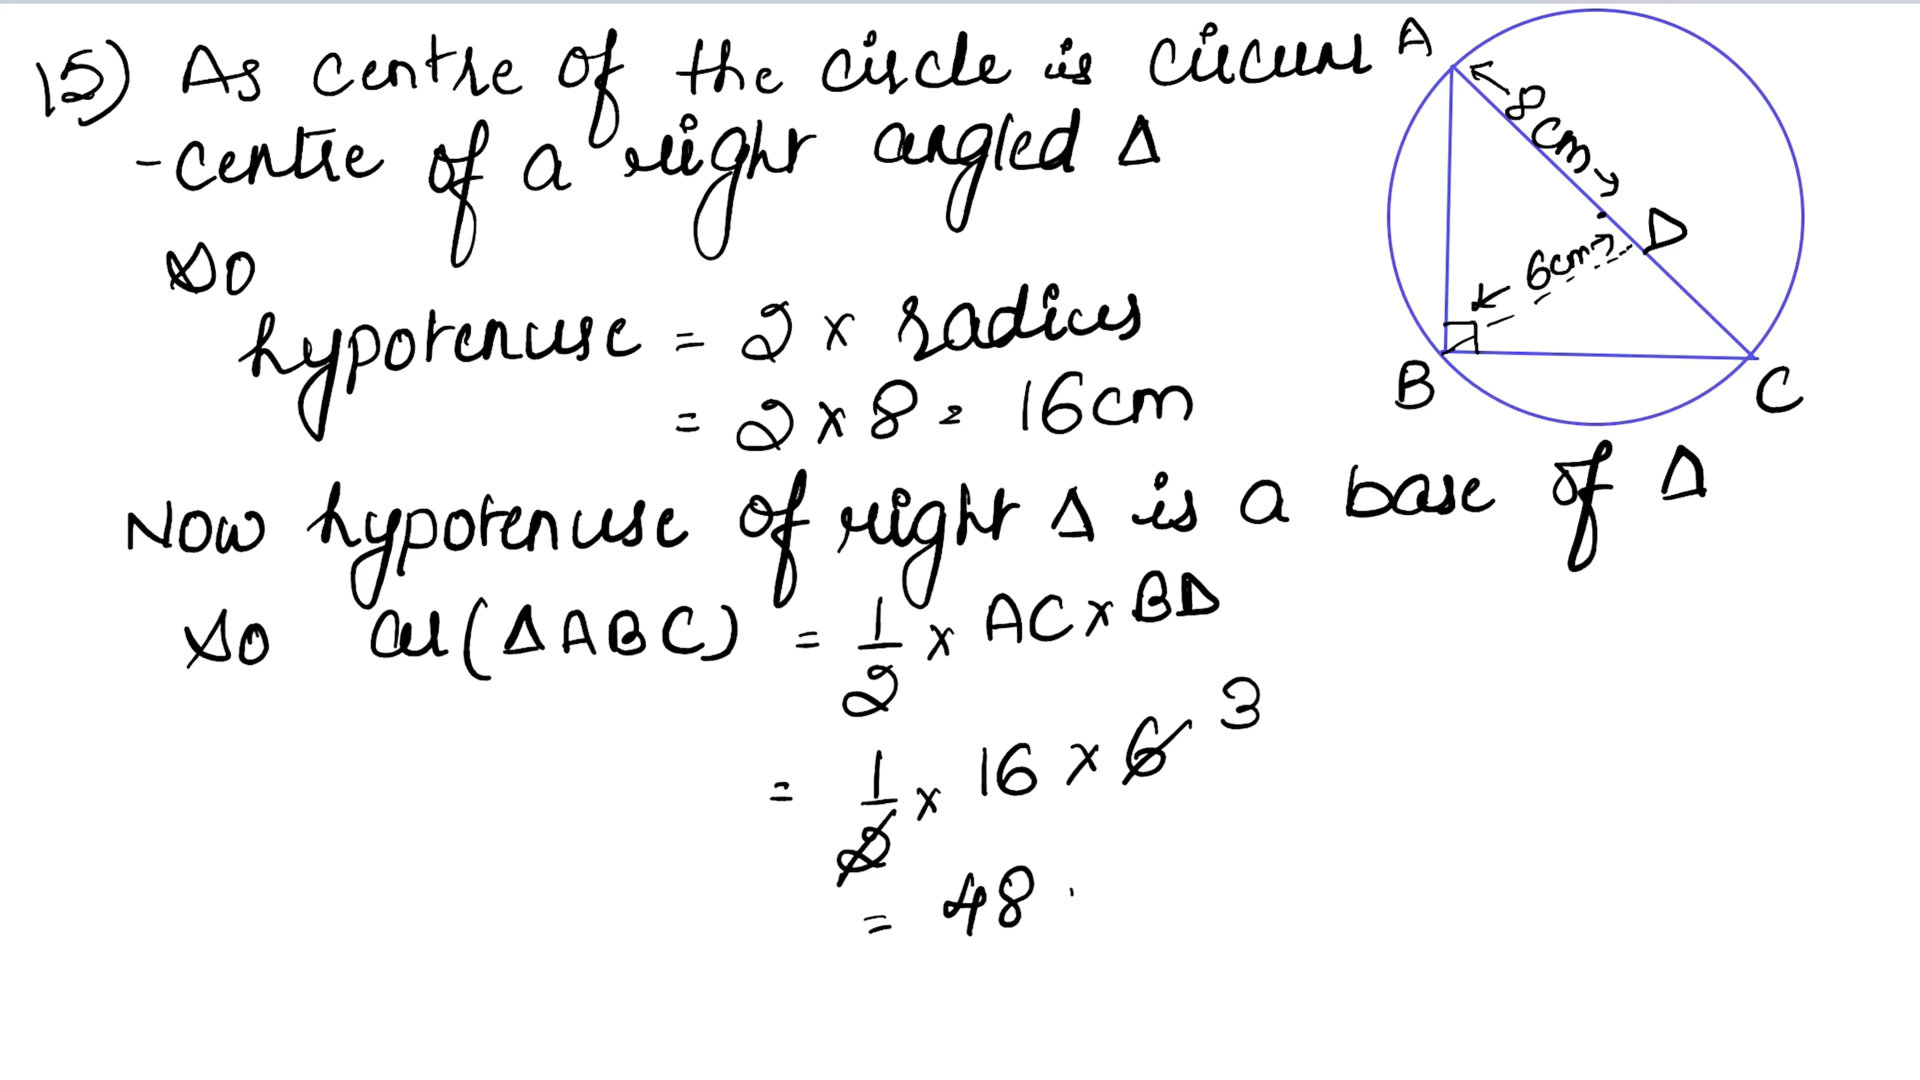 15) As centre of the circle is circum
-centre of a right angled Δ
so
hypotenuse = 2 x radius
= 2 x 8 = 16cm
Now hypotenuse of right Δ is a base of Δ
so ar(ΔABC) = 1/2 x AC x BD
= 1/2 x 16 x 6 3
= 48.
A
8cm
D
6cm
B
C